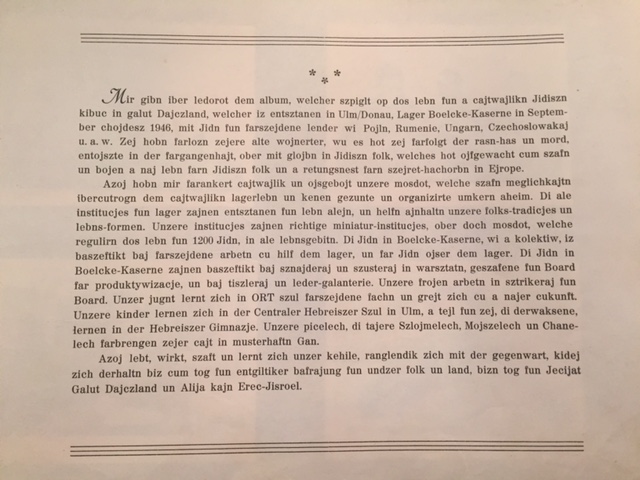 * * *
Mir gibn iber ledorot dem album, welcher szpiglt op dos lebn fun a cajtwajlikn Jidiszn
kibuc in galut Dajczland, welcher iz entsztanen in Ulm/Donau, Lager Boelcke-Kaserne in Septem-
ber chojdesz 1946, mit Jidn fun farszejdene lender wi Pojln, Rumenie, Ungarn, Czechoslowakaj
u. a. w. Zej hobn farlozn zejere alte wojnerter, wu es hot zej farfolgt der rasn-has un mord,
entojszte in der fargangenhajt, ober mit glojbn in Jidiszn folk, welches hot ojfgewacht cum szafn
un bojen a naj lebn farn Jidiszn folk un a retungsnest farn szejret-hachorbn in Ejrope.
Azoj hobn mir farankert cajtwajlik un ojsgebojt unzere mosdot, welche szafn meglichkajtn
ibercutrogn dem cajtwajlikn lagerlebn un kenen gezunte un organizirte umkern aheim. Di ale
institucjes fun lager zajnen entsztanen fun lebn alejn, un helfn ajnhaltn unzere folks-tradicjes un
lebns-formen. Unzere institucjes zajnen richtige miniatur-institucjes, ober doch mosdot, welche
regulirn dos lebn fun 1200 Jidn, in ale lebnsgebitn. Di Jidn in Boelcke-Kaserne, wi a kolektiw, iz
baszeftikt baj farszejdene arbetn cu hilf dem lager, un far Jidn ojser dem lager. Di Jidn in
Boelcke-Kaserne zajnen baszeftikt baj sznajderaj un szusteraj in warsztatn, geszafene fun Board
far produktywizacje, un baj tiszleraj un leder-galanterie. Unzere frojen arbetn in sztrikeraj fun
Board. Unzer jugnt lernt zich in ORT szul farszejdene fachn un grejt zich cu a najer cukunft.
Unzere kinder lernen zich in der Centraler Hebreiszer Szul in Ulm, a tejl fun zej, di derwaksene,
lernen in der Hebreiszer Gimnazje. Unzere picelech, di tajere Szlojmelech, Mojszelech un Chane-
lech farbrengen zejer cajt in musterhaftn Gan.
Azoj lebt, wirkt, szaft un lernt zich unzer kehile, ranglendik zich mit der gegenwart, kidej
zich derhaltn biz cum tog fun entgiltiker bafrajung fun undzer folk un land, bizn tog fun Jecijat
Galut Dajczland un Alija kajn Erec-Jisroel.